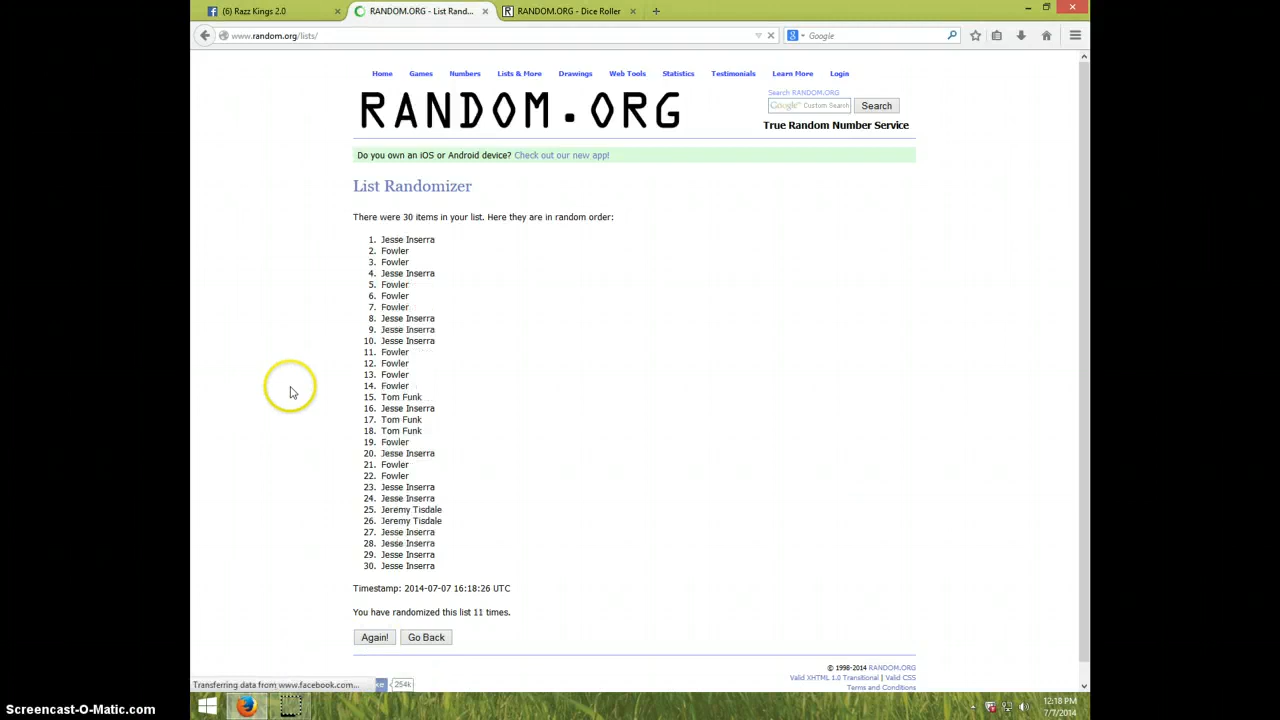 (6) Razz Kings 2.0
RANDOM.ORG - List Rand...
RANDOM.ORG - Dice Roller
www.random.org/lists/
Google
Home Games Numbers Lists & More Drawings Web Tools Statistics Testimonials Learn More Login
Search RANDOM.ORG
RANDOM.ORG
Google™ Custom Search Search
True Random Number Service
Do you own an iOS or Android device? Check out our new app!
List Randomizer
There were 30 items in your list. Here they are in random order:
1. Jesse Inserra
2. Fowler
3. Fowler
4. Jesse Inserra
5. Fowler
6. Fowler
7. Fowler
8. Jesse Inserra
9. Jesse Inserra
10. Jesse Inserra
11. Fowler
12. Fowler
13. Fowler
14. Fowler
15. Tom Funk
16. Jesse Inserra
17. Tom Funk
18. Tom Funk
19. Fowler
20. Jesse Inserra
21. Fowler
22. Fowler
23. Jesse Inserra
24. Jesse Inserra
25. Jeremy Tisdale
26. Jeremy Tisdale
27. Jesse Inserra
28. Jesse Inserra
29. Jesse Inserra
30. Jesse Inserra
Timestamp: 2014-07-07 16:18:26 UTC
You have randomized this list 11 times.
Again! Go Back
© 1998-2014 RANDOM.ORG
Valid XHTML 1.0 Transitional | Valid CSS
Terms and Conditions
Transferring data from www.facebook.com... 254k
12:18 PM
7/7/2014
Screencast-O-Matic.com